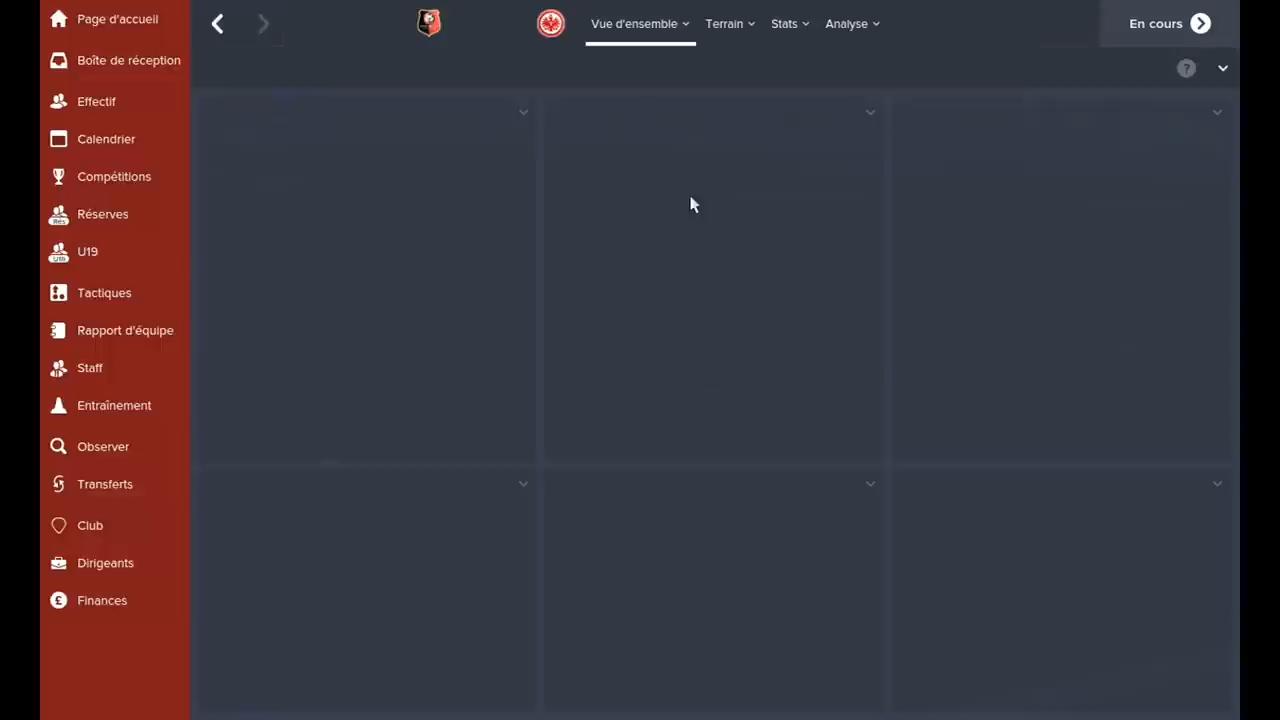 Page d'accueil
Boîte de réception
Effectif
Calendrier
Compétitions
Réserves
U19
Tactiques
Rapport d'équipe
Staff
Entraînement
Observer
Transferts
Club
Dirigeants
Finances
Vue d'ensemble
Terrain
Stats
Analyse
En cours
?